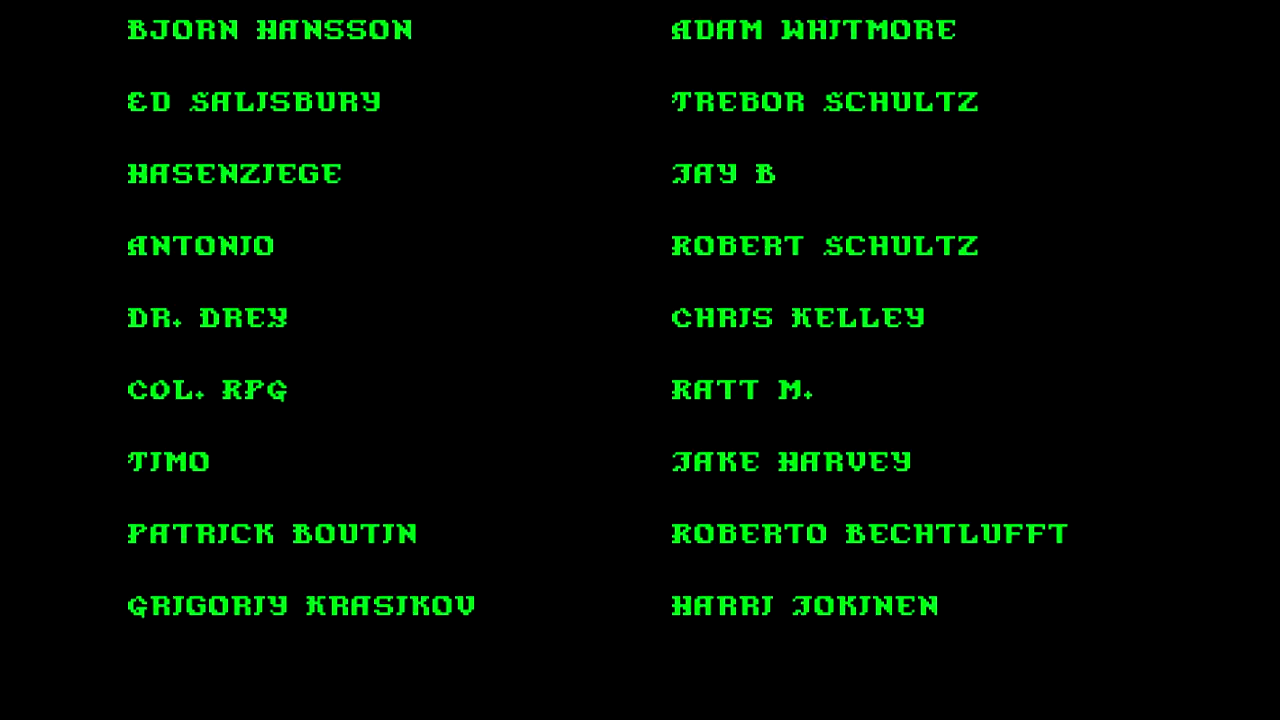 BJORN HANSSON
ADAM WHITMORE
ED SALISBURY
TREBOR SCHULTZ
HASENZIEGE
JAY B
ANTONIO
ROBERT SCHULTZ
DR. DREY
CHRIS KELLEY
COL. RPG
RATT M.
TIMO
JAKE HARVEY
PATRICK BOUTIN
ROBERTO BECHTLUFFT
GRIGORIY KRASIKOV
HARRI JOKINEN